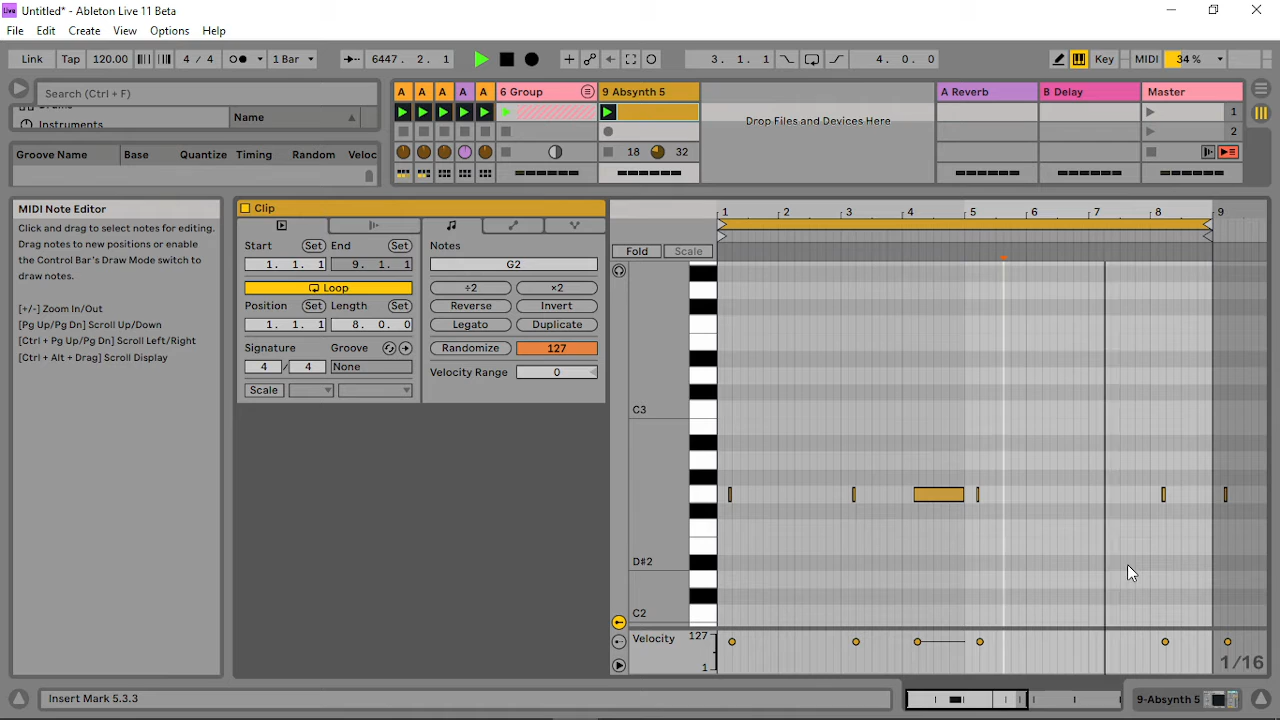 Live Untitled* - Ableton Live 11 Beta
File Edit Create View Options Help
Link Tap 120.00 4 / 4 1 Bar 6447. 2. 1 3. 1. 1 4. 0. 0 Key MIDI 34 %
Search (Ctrl + F)
A A A A A 6 Group 9 Absynth 5 A Reverb B Delay Master
Drums
Instruments
Name
1
Drop Files and Devices Here
2
Groove Name Base Quantize Timing Random Veloc
18 32
MIDI Note Editor
Click and drag to select notes for editing.
Drag notes to new positions or enable
the Control Bar's Draw Mode switch to
draw notes.
[+/-] Zoom In/Out
[Pg Up/Pg Dn] Scroll Up/Down
[Ctrl + Pg Up/Pg Dn] Scroll Left/Right
[Ctrl + Alt + Drag] Scroll Display
Clip
Start Set End Set
1. 1. 1 9. 1. 1
Loop
Position Set Length Set
1. 1. 1 8. 0. 0
Signature Groove
4 / 4 None
Scale
Notes
G2
÷2 ×2
Reverse Invert
Legato Duplicate
Randomize 127
Velocity Range 0
1 2 3 4 5 6 7 8 9
Fold Scale
C3
D#2
C2
Velocity 127
1
1/16
Insert Mark 5.3.3
9-Absynth 5